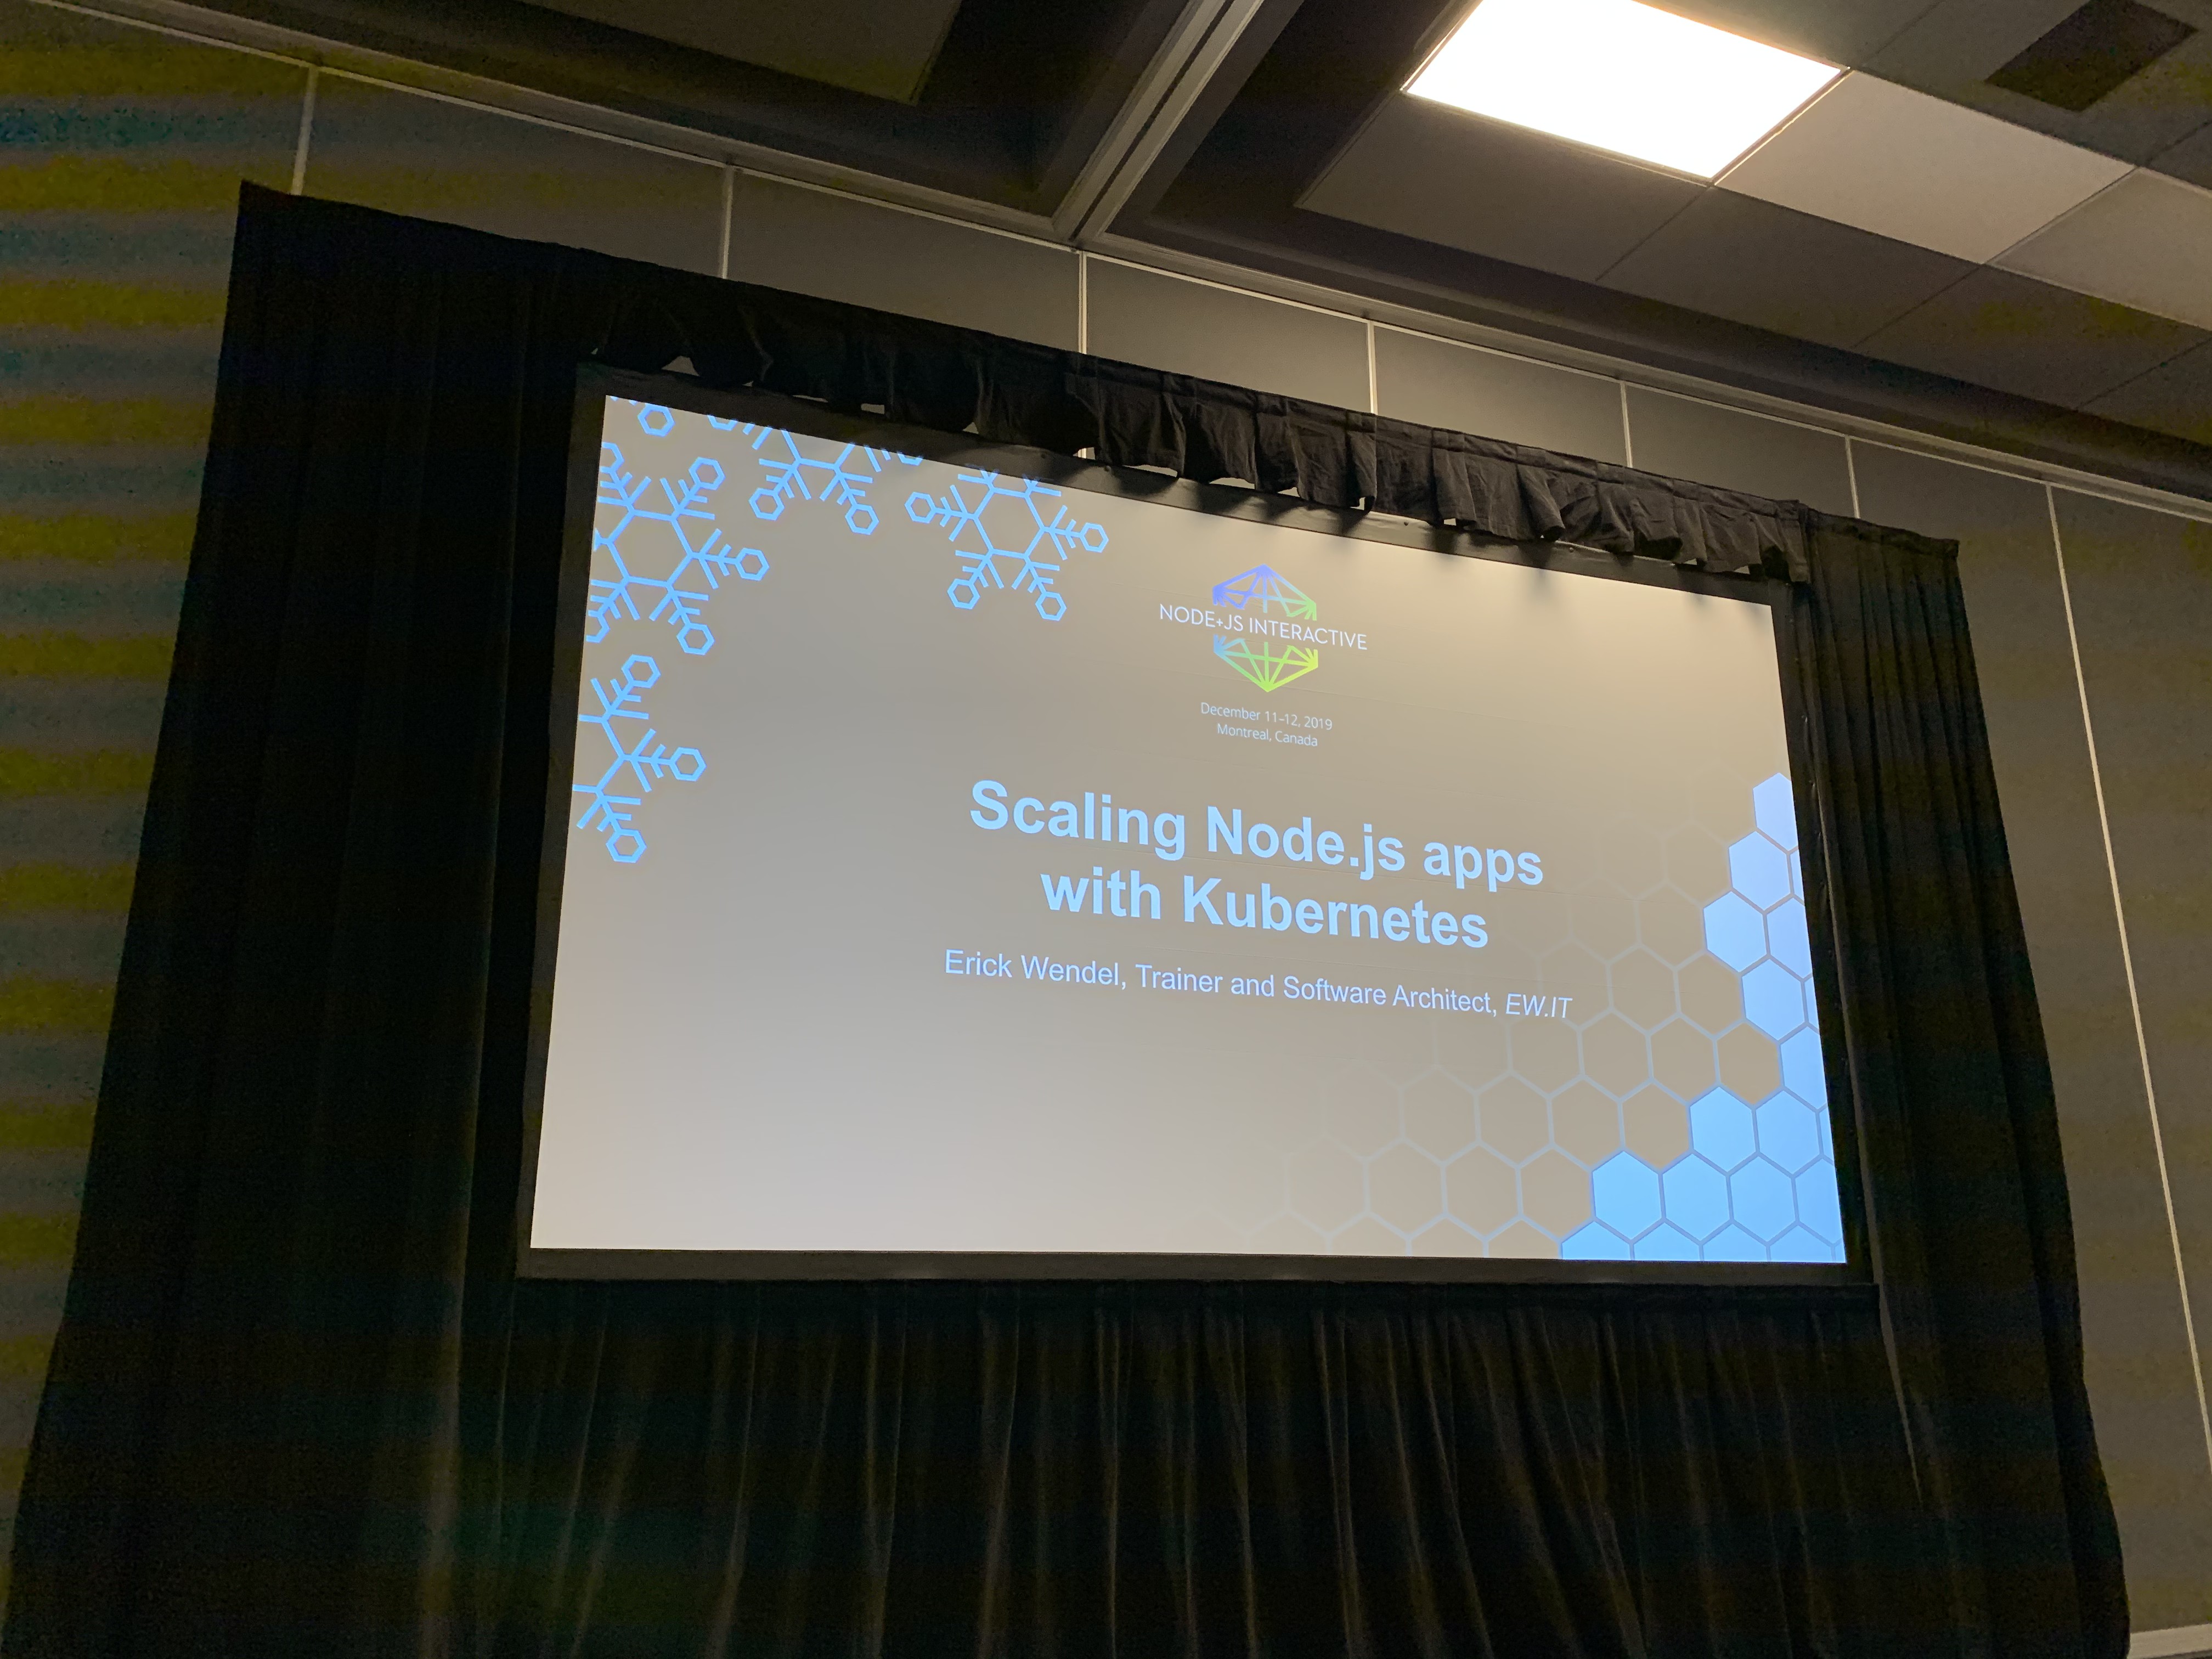 NODE+JS INTERACTIVE
December 11-12, 2019
Montreal, Canada
Scaling Node.js apps
with Kubernetes
Erick Wendel, Trainer and Software Architect, EW.IT